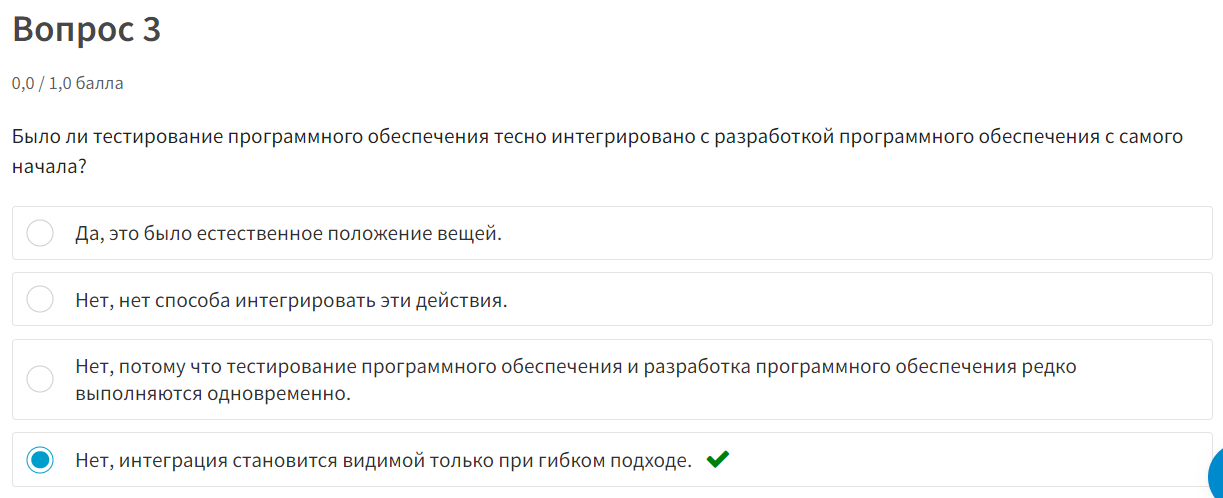 Вопрос 3
0,0 / 1,0 балла
Было ли тестирование программного обеспечения тесно интегрировано с разработкой программного обеспечения с самого
начала?
Да, это было естественное положение вещей.
Нет, нет способа интегрировать эти действия.
Нет, потому что тестирование программного обеспечения и разработка программного обеспечения редко
выполняются одновременно.
Нет, интеграция становится видимой только при гибком подходе.